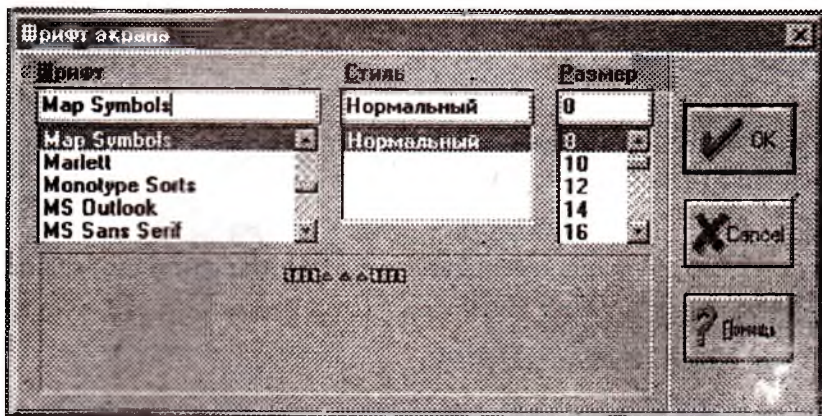 Шрифт экрана
Шрифт
Стиль
Размер
Map Symbols
Нормальный
8
Map Symbols
Нормальный
8
Marlett
10
Monotype Sorts
12
MS Outlook
14
MS Sans Serif
16
OK
Cancel
Помощь